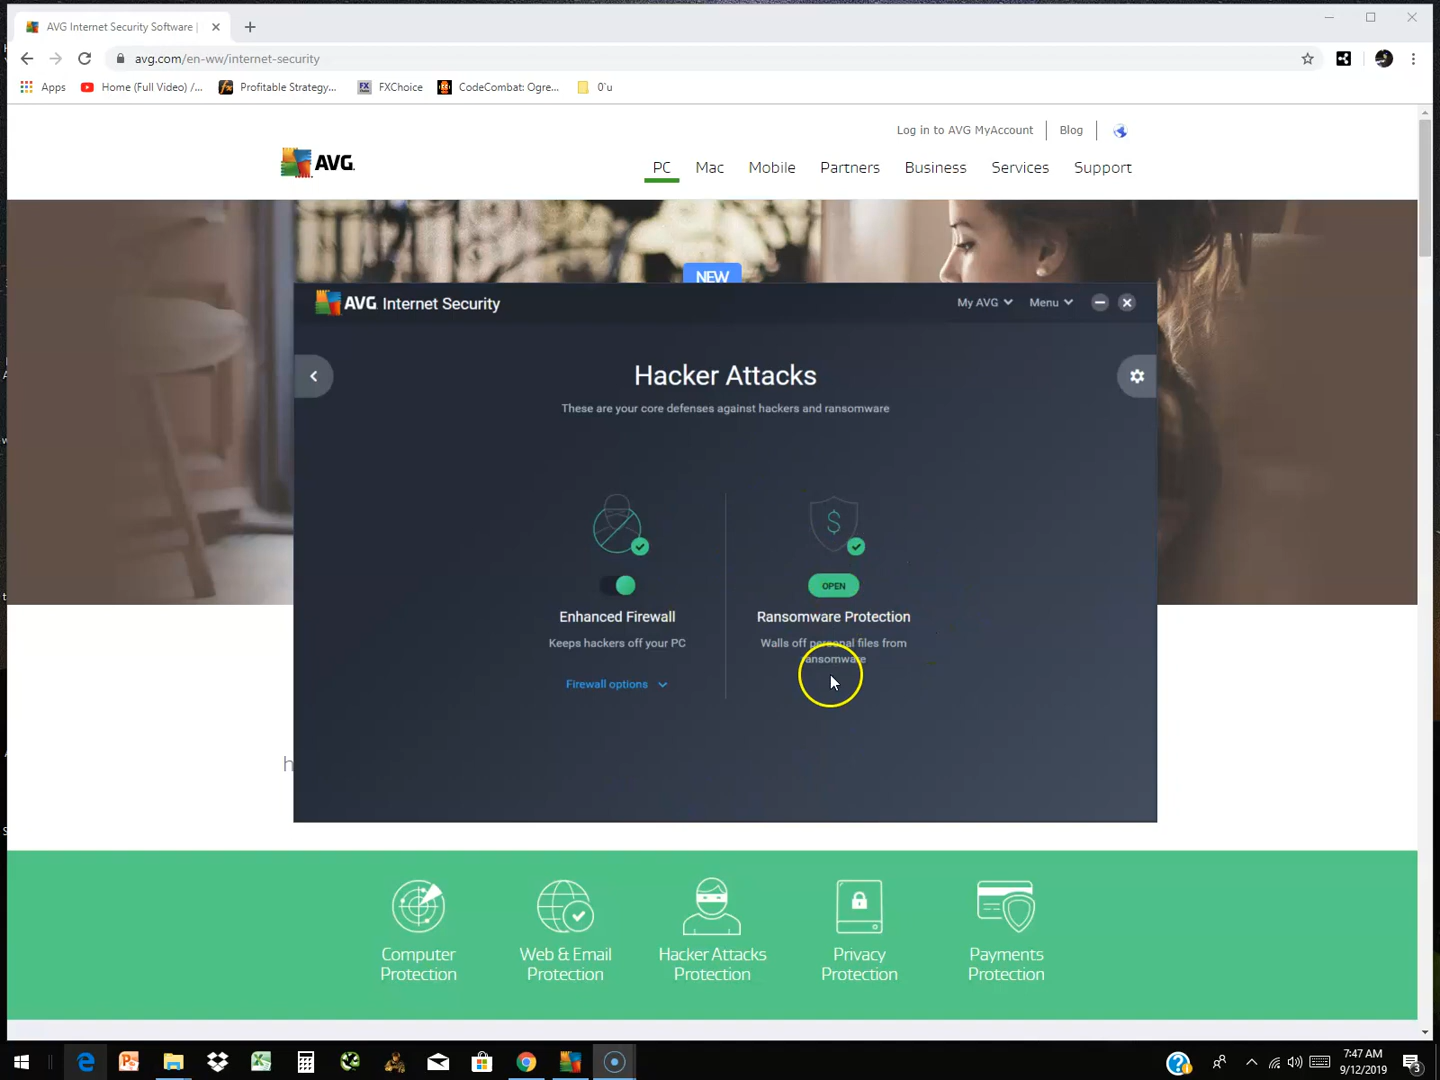 AVG Internet Security Software |
avg.com/en-ww/internet-security
Apps
Home (Full Video) /...
Profitable Strategy...
FX
FXChoice
CodeCombat: Ogre...
0`u
Log in to AVG MyAccount
Blog
AVG
PC
Mac
Mobile
Partners
Business
Services
Support
NEW
AVG Internet Security
My AVG
Menu
Hacker Attacks
These are your core defenses against hackers and ransomware
OPEN
Enhanced Firewall
Ransomware Protection
Keeps hackers off your PC
Walls off personal files from
ransomware
Firewall options
h
Computer
Protection
Web & Email
Protection
Hacker Attacks
Protection
Privacy
Protection
Payments
Protection
7:47 AM
9/12/2019
3